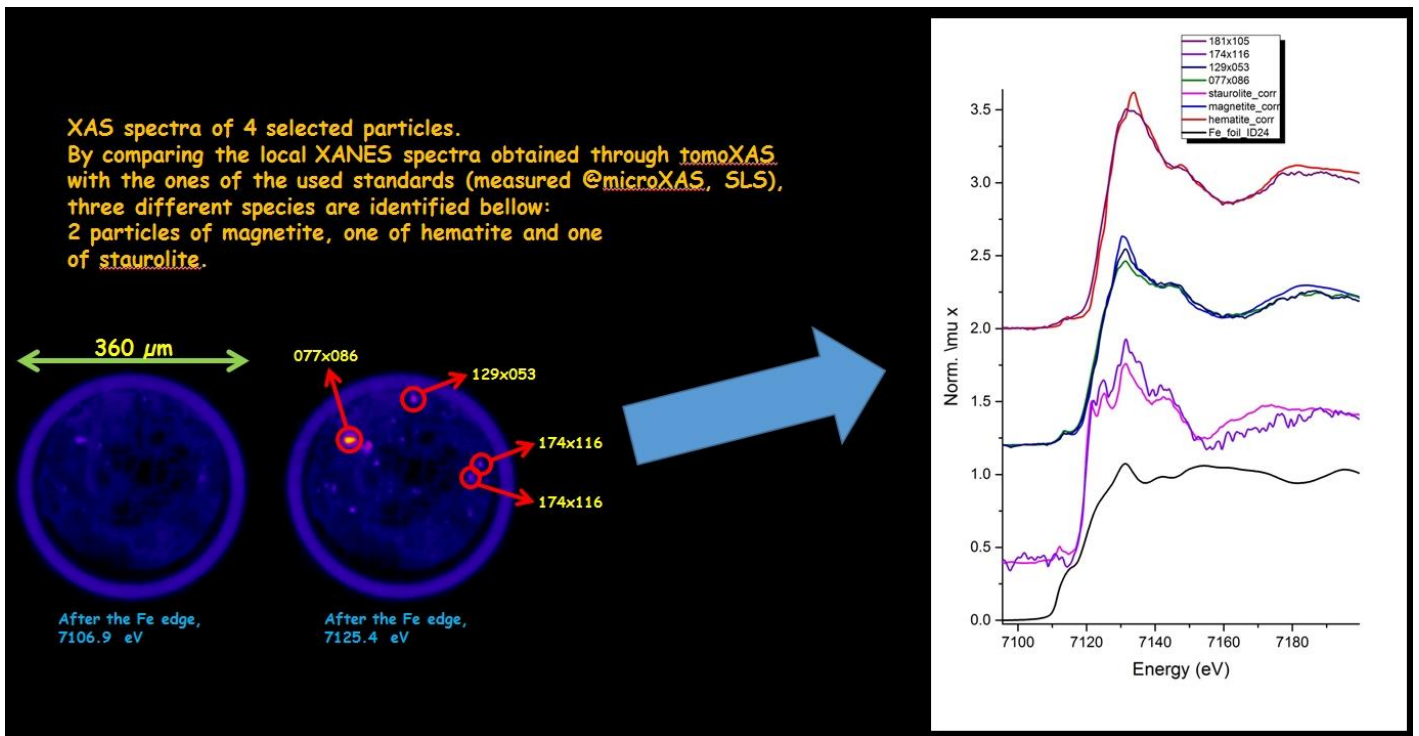 XAS spectra of 4 selected particles.
By comparing the local XANES spectra obtained through tomoXAS
with the ones of the used standards (measured @microXAS, SLS),
three different species are identified bellow:
2 particles of magnetite, one of hematite and one
of staurolite.
360 µm
077x086
129x053
174x116
174x116
After the Fe edge,
7106.9 eV
After the Fe edge,
7125.4 eV
181x105
174x116
129x053
077x086
staurolite_corr
magnetite_corr
hematite_corr
Fe_foil_ID24
Norm. \mu x
3.5
3.0
2.5
2.0
1.5
1.0
0.5
0.0
7100
7120
7140
7160
7180
Energy (eV)